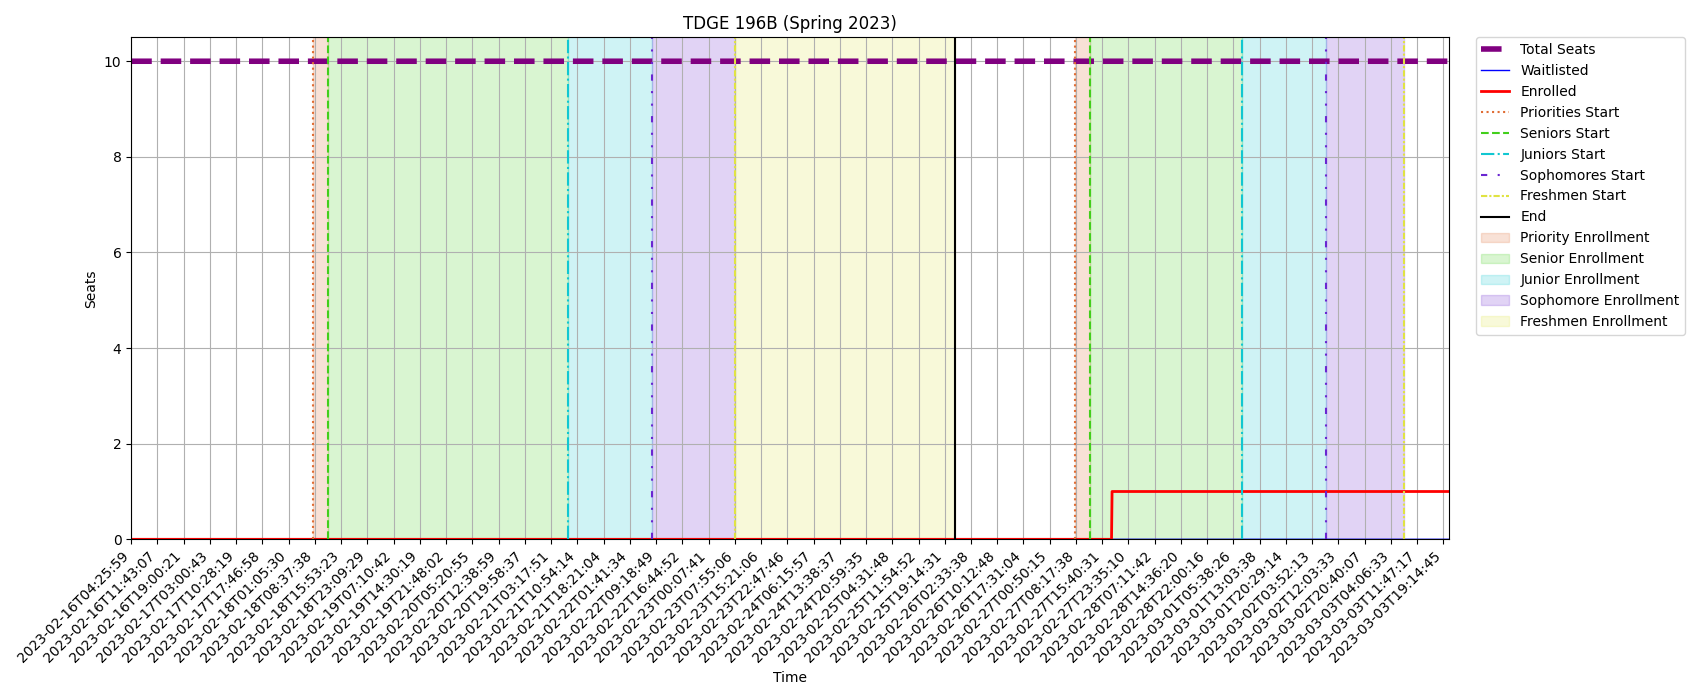 TDGE 196B (Spring 2023)
10
8
6
4
2
0
Seats
2023-02-16T04:25:59
2023-02-16T11:43:07
2023-02-16T19:00:21
2023-02-17T03:00:43
2023-02-17T10:28:19
2023-02-17T17:46:58
2023-02-18T01:05:30
2023-02-18T08:37:38
2023-02-18T15:53:23
2023-02-18T23:09:29
2023-02-19T07:10:42
2023-02-19T14:30:19
2023-02-19T21:48:02
2023-02-20T05:20:55
2023-02-20T12:38:59
2023-02-20T19:58:37
2023-02-21T03:17:51
2023-02-21T10:54:14
2023-02-21T18:21:04
2023-02-22T01:41:34
2023-02-22T09:18:49
2023-02-22T16:44:52
2023-02-23T00:07:41
2023-02-23T07:55:06
2023-02-23T15:21:06
2023-02-23T22:47:46
2023-02-24T06:15:57
2023-02-24T13:38:37
2023-02-24T20:59:35
2023-02-25T04:31:48
2023-02-25T11:54:52
2023-02-25T19:14:31
2023-02-26T02:33:38
2023-02-26T10:12:48
2023-02-26T17:31:04
2023-02-27T00:50:15
2023-02-27T08:17:38
2023-02-27T15:40:31
2023-02-27T23:35:10
2023-02-28T07:11:42
2023-02-28T14:36:20
2023-02-28T22:00:16
2023-03-01T05:38:26
2023-03-01T13:03:38
2023-03-01T20:29:14
2023-03-02T03:52:13
2023-03-02T12:03:33
2023-03-02T20:40:07
2023-03-03T04:06:33
2023-03-03T11:47:17
2023-03-03T19:14:45
Time
Total Seats
Waitlisted
Enrolled
Priorities Start
Seniors Start
Juniors Start
Sophomores Start
Freshmen Start
End
Priority Enrollment
Senior Enrollment
Junior Enrollment
Sophomore Enrollment
Freshmen Enrollment